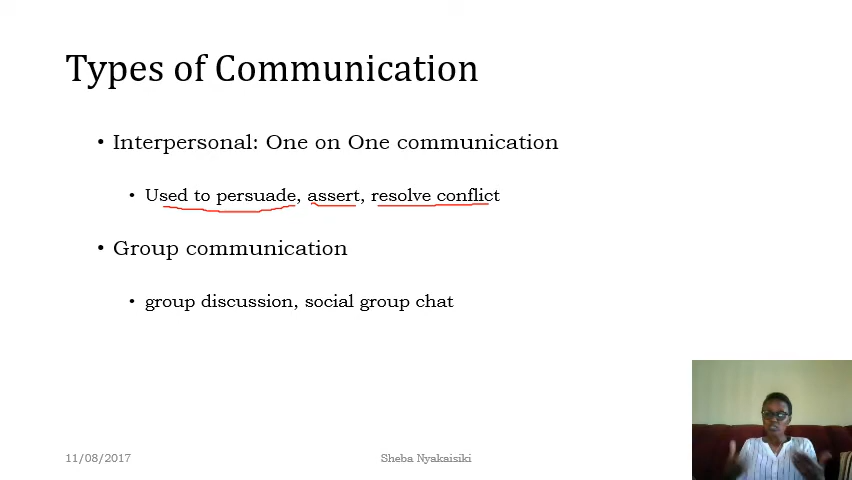 Types of Communication
• Interpersonal: One on One communication
• Used to persuade, assert, resolve conflict
• Group communication
• group discussion, social group chat
11/08/2017
Sheba Nyakaisiki